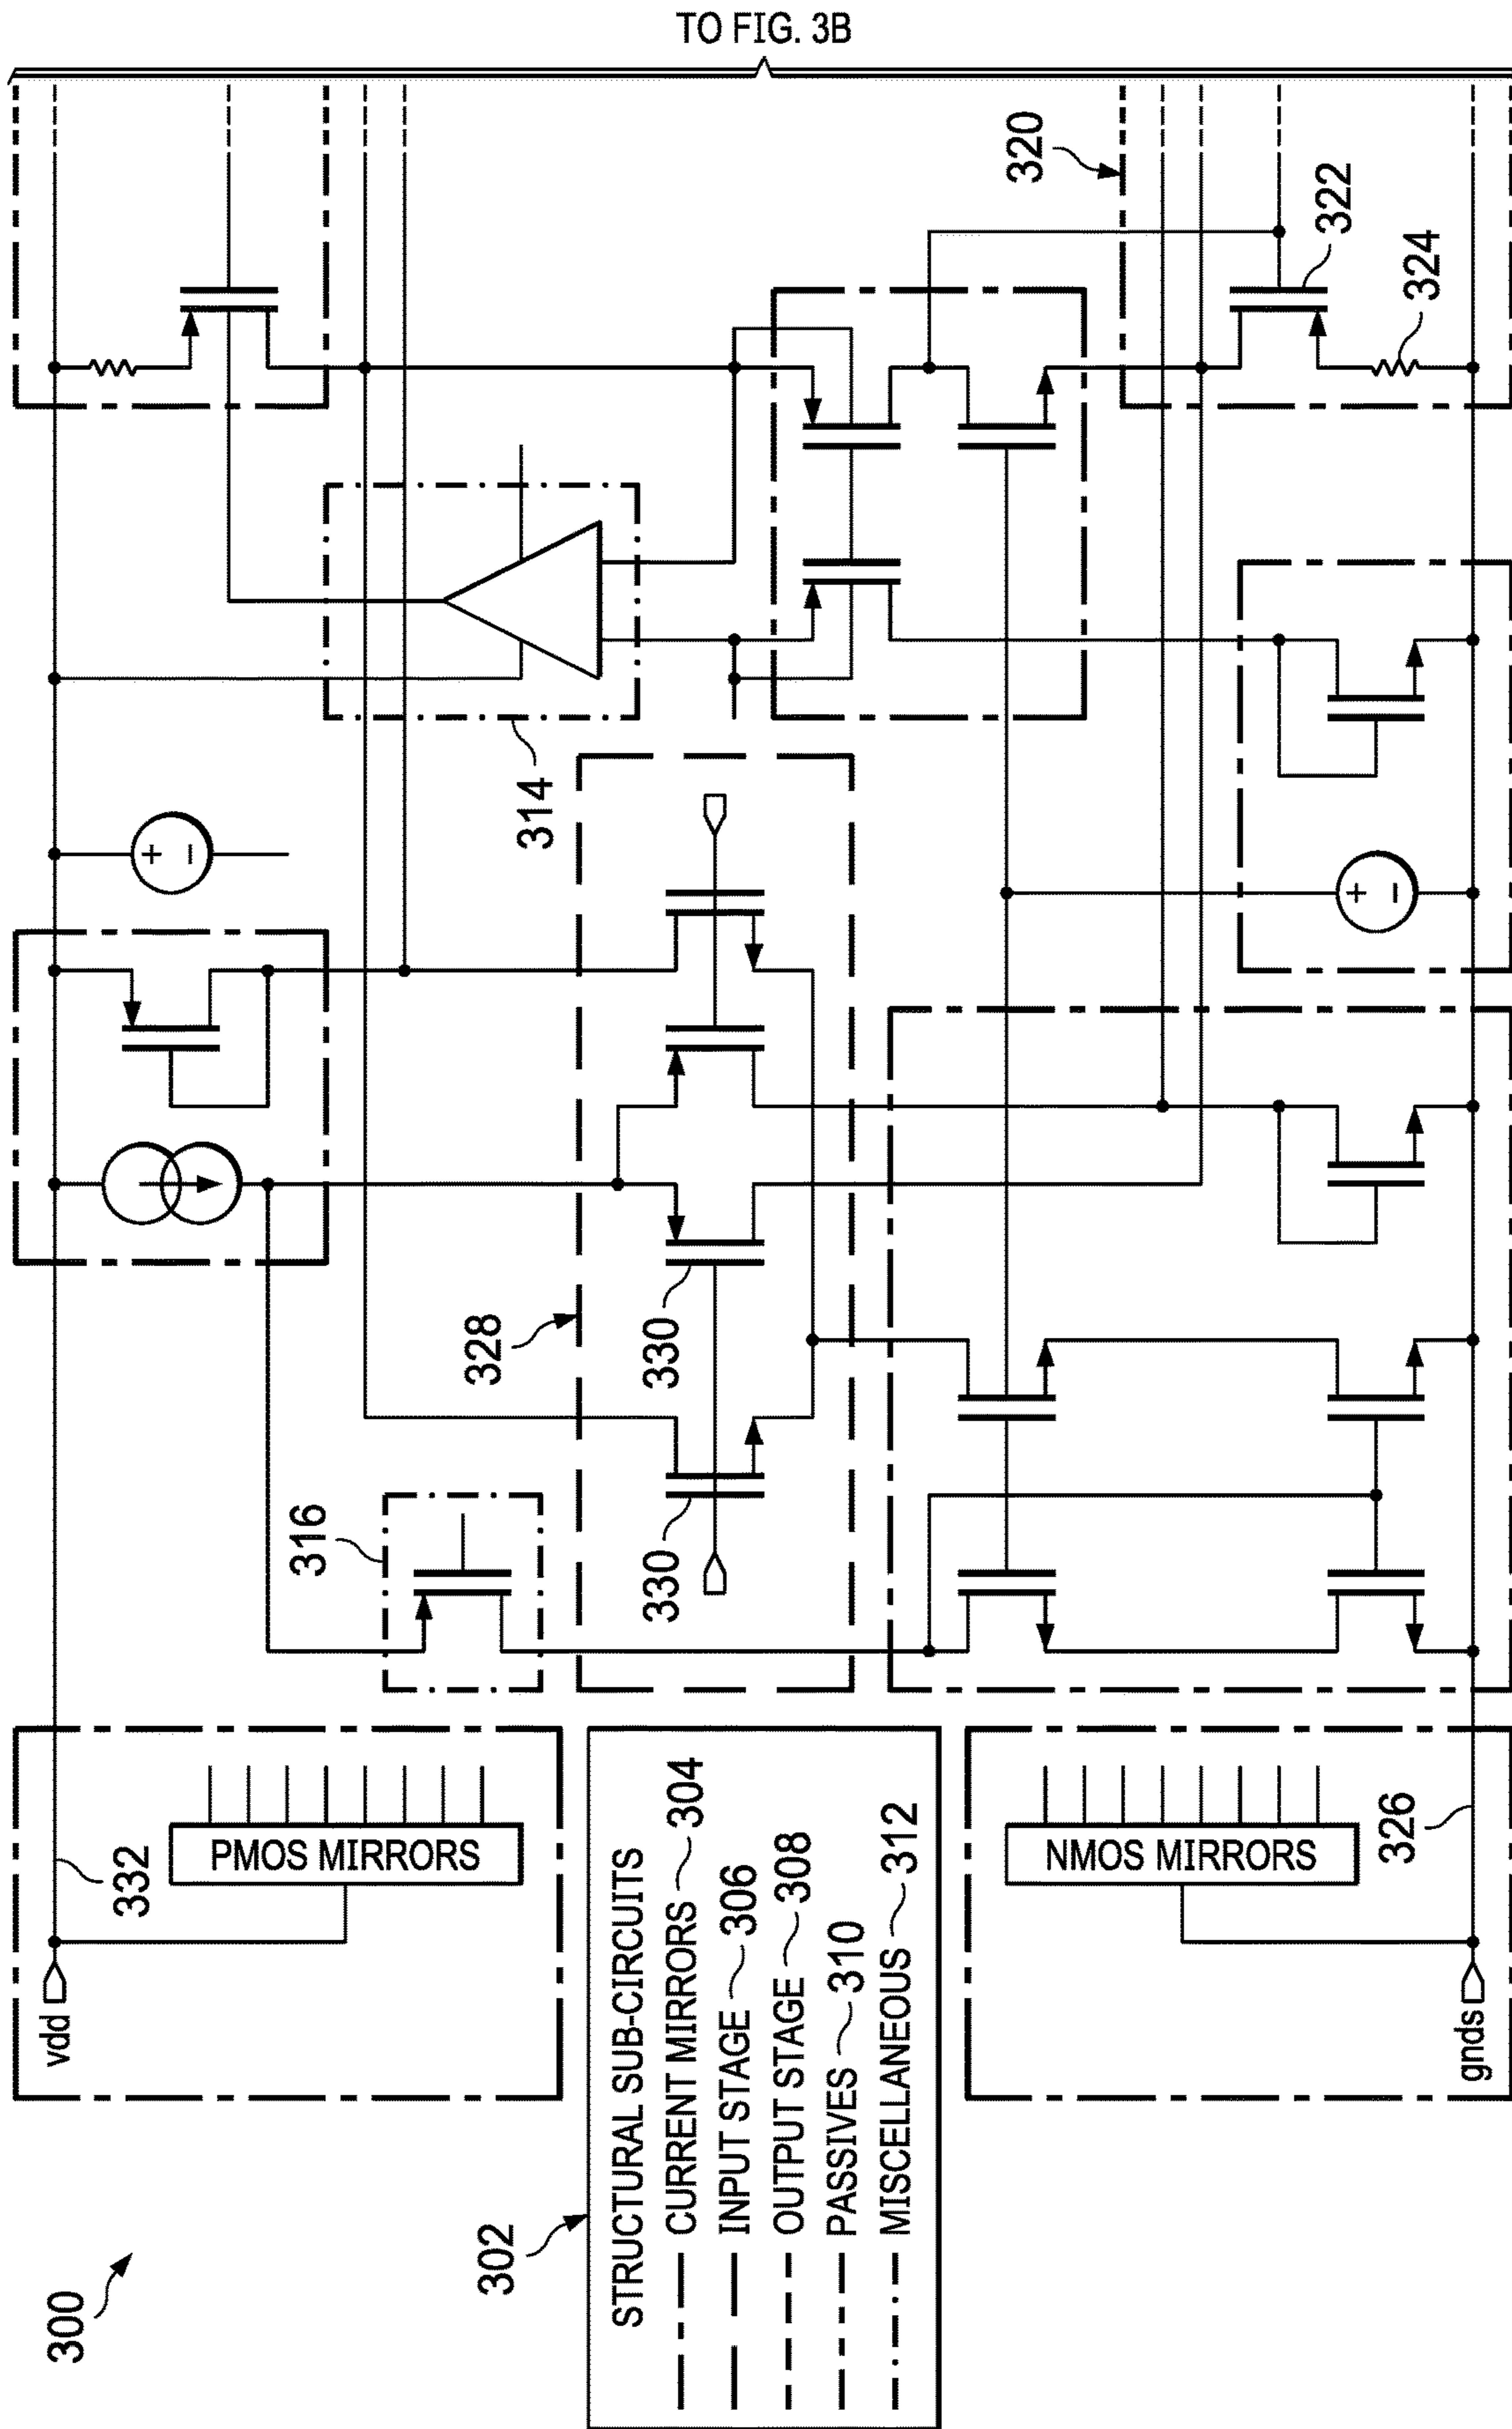 TO FIG. 3B
320
322
324
314
328
330
330
316
332
PMOS MIRRORS
vdd
NMOS MIRRORS
326
gnds
300
302
STRUCTURAL SUB-CIRCUITS
CURRENT MIRRORS 304
INPUT STAGE 306
OUTPUT STAGE 308
PASSIVES 310
MISCELLANEOUS 312
+ −
+ −